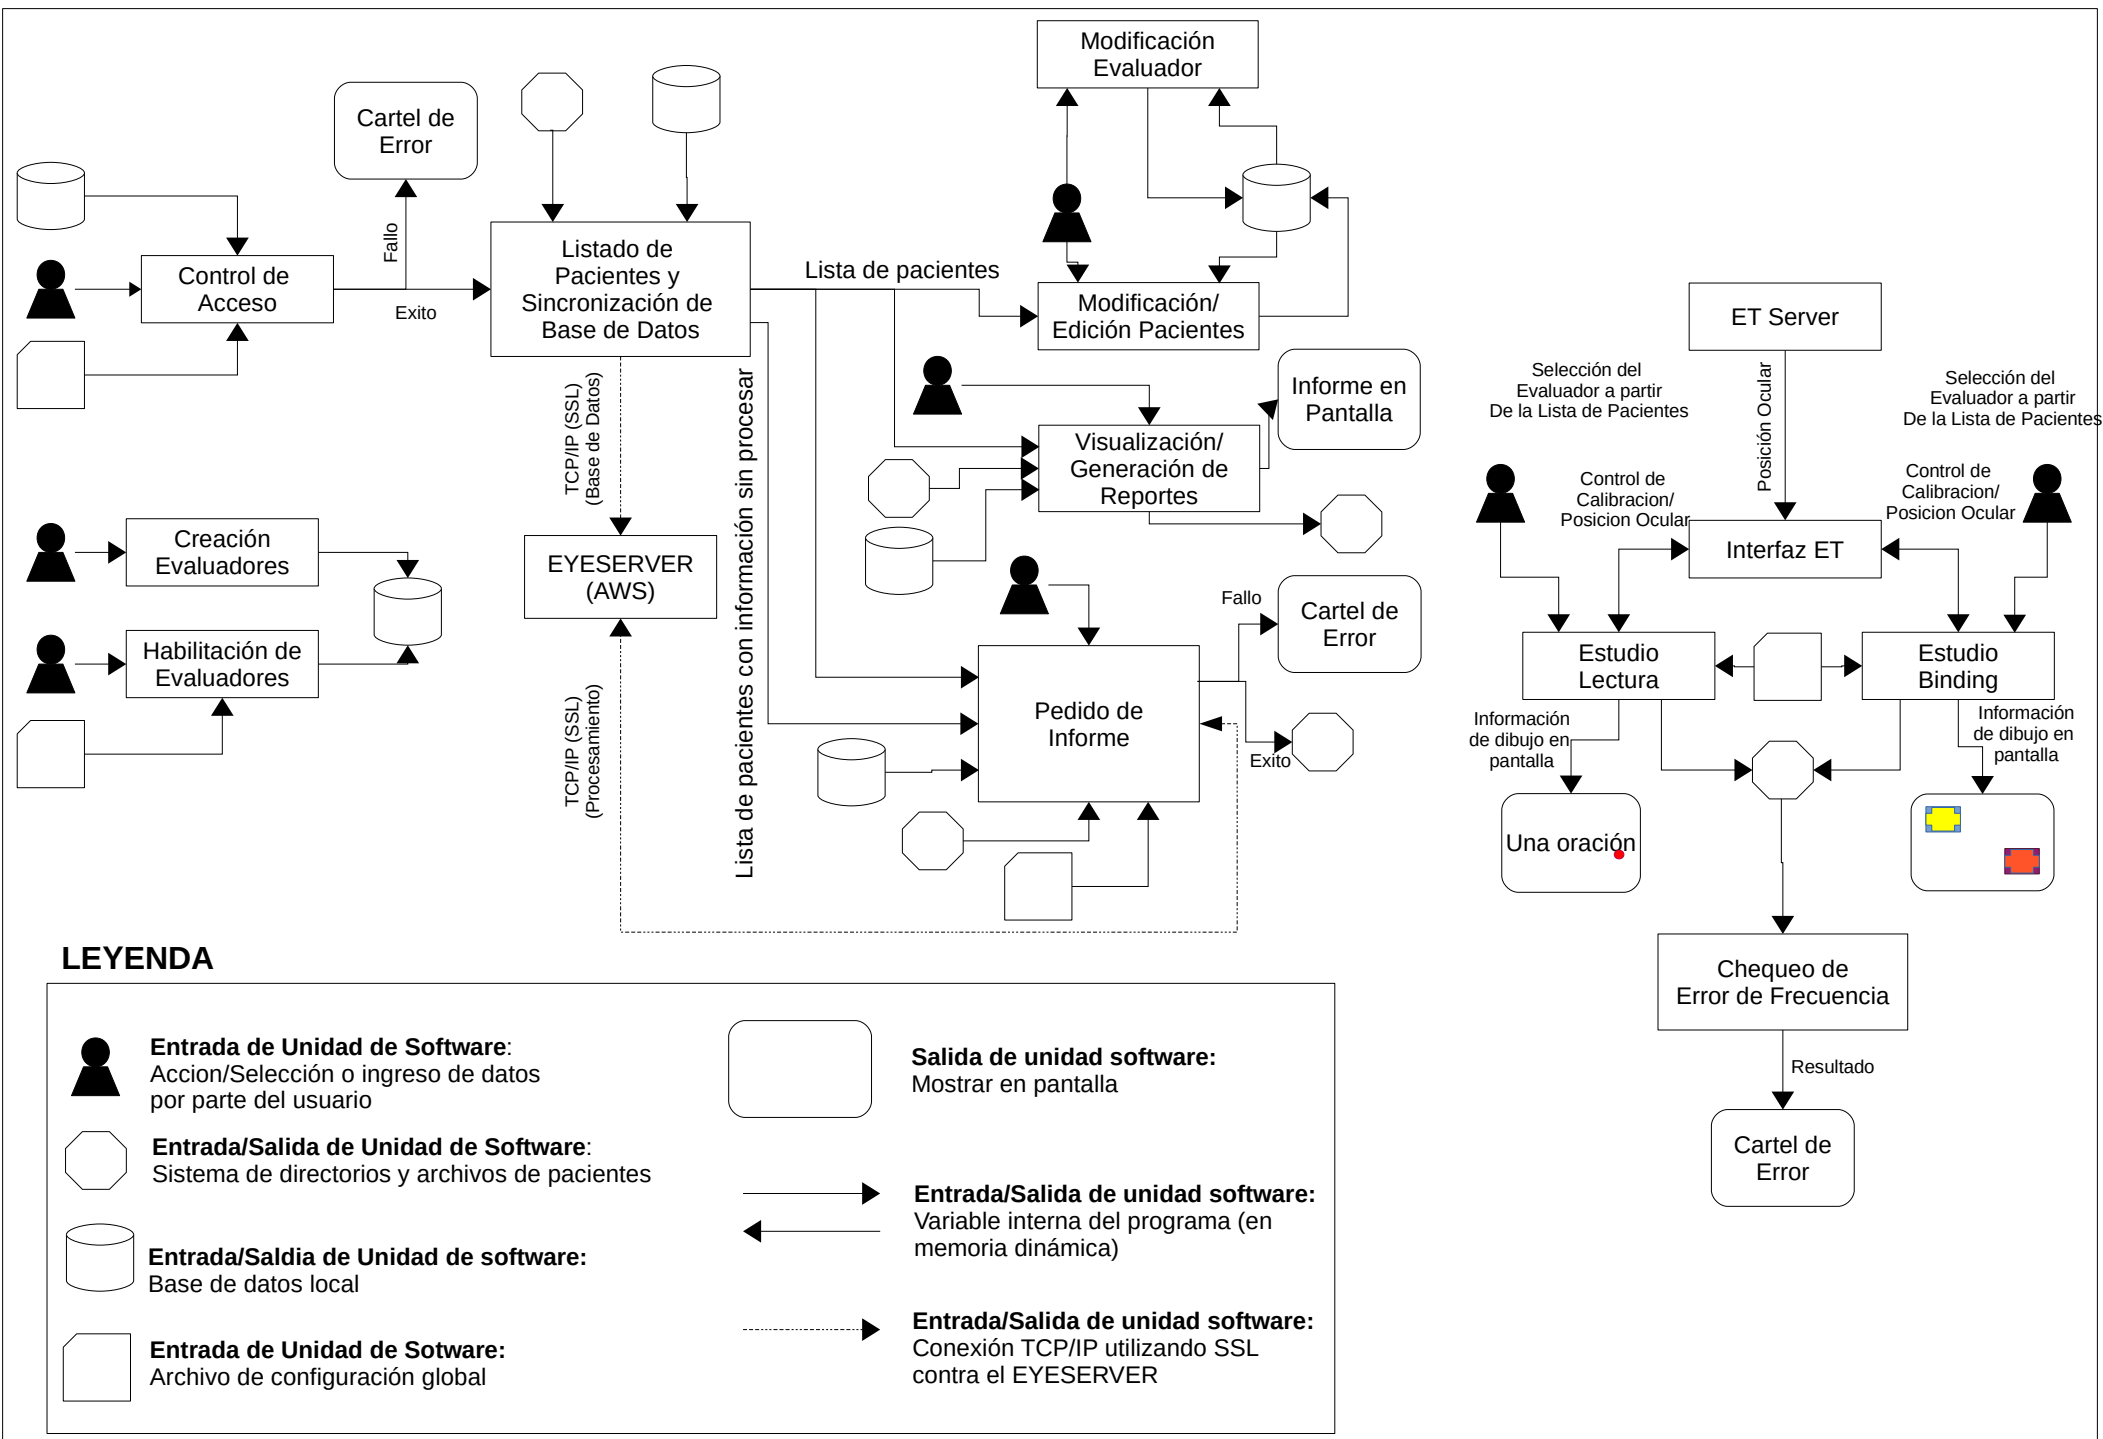 Modificación
Evaluador
Cartel de
Error
Fallo
Control de
Acceso
Exito
Listado de
Pacientes y
Sincronización de
Base de Datos
Lista de pacientes
Modificación/
Edición Pacientes
ET Server
Informe en
Pantalla
Selección del
Evaluador a partir
De la Lista de Pacientes
Posición Ocular
Selección del
Evaluador a partir
De la Lista de Pacientes
TCP/IP (SSL)
(Base de Datos)
Lista de pacientes con información sin procesar
Visualización/
Generación de
Reportes
Control de
Calibracion/
Posicion Ocular
Control de
Calibracion/
Posicion Ocular
Interfaz ET
Creación
Evaluadores
EYESERVER
(AWS)
Habilitación de
Evaluadores
Fallo
Cartel de
Error
Estudio
Lectura
Estudio
Binding
TCP/IP (SSL)
(Procesamiento)
Pedido de
Informe
Exito
Información
de dibujo en
pantalla
Información
de dibujo en
pantalla
Una oración
Chequeo de
Error de Frecuencia
Resultado
Cartel de
Error
LEYENDA
Entrada de Unidad de Software:
Accion/Selección o ingreso de datos
por parte del usuario
Entrada/Salida de Unidad de Software:
Sistema de directorios y archivos de pacientes
Entrada/Saldia de Unidad de software:
Base de datos local
Entrada de Unidad de Sotware:
Archivo de configuración global
Salida de unidad software:
Mostrar en pantalla
Entrada/Salida de unidad software:
Variable interna del programa (en
memoria dinámica)
Entrada/Salida de unidad software:
Conexión TCP/IP utilizando SSL
contra el EYESERVER